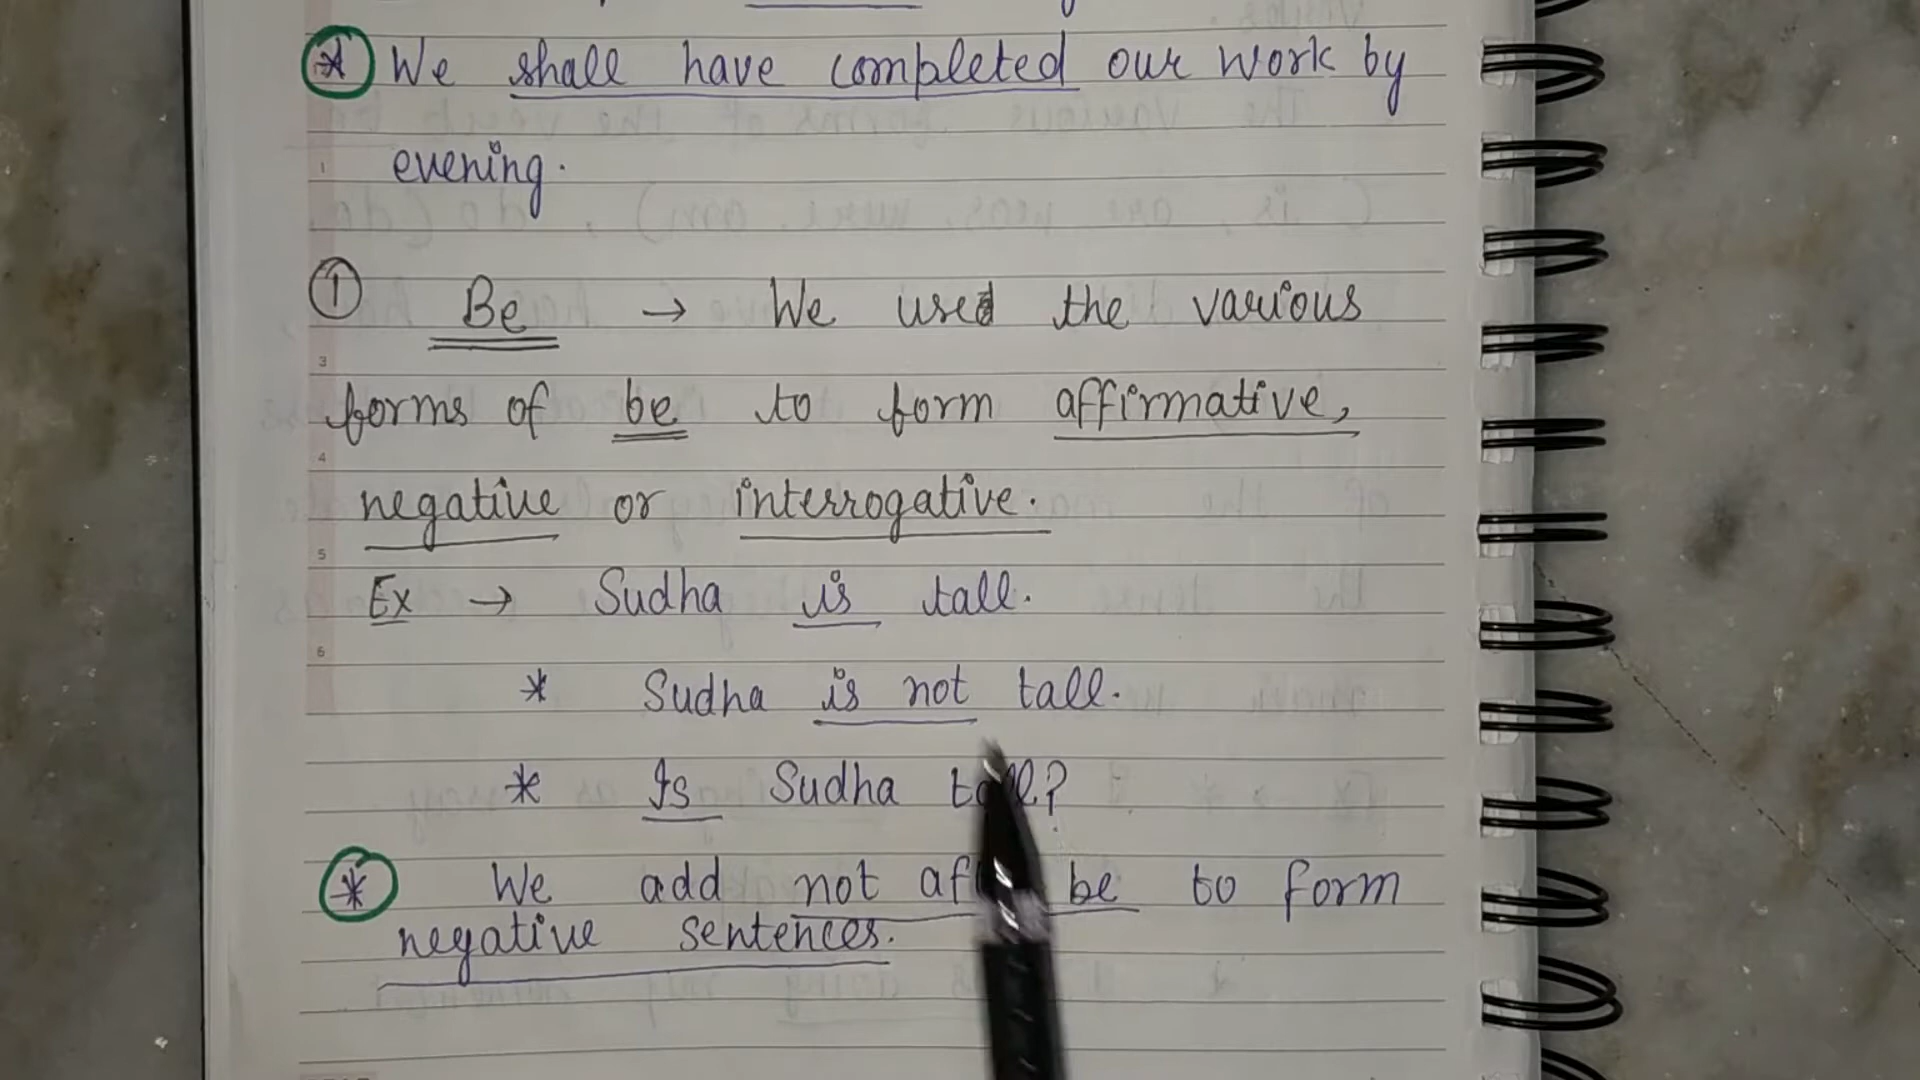 * We shall have completed our work by
evening.
① Be → We used the various
forms of be to form affirmative,
negative or interrogative.
Ex → Sudha is tall.
* Sudha is not tall.
* Is Sudha tall?
* We add not be to form
negative sentences.